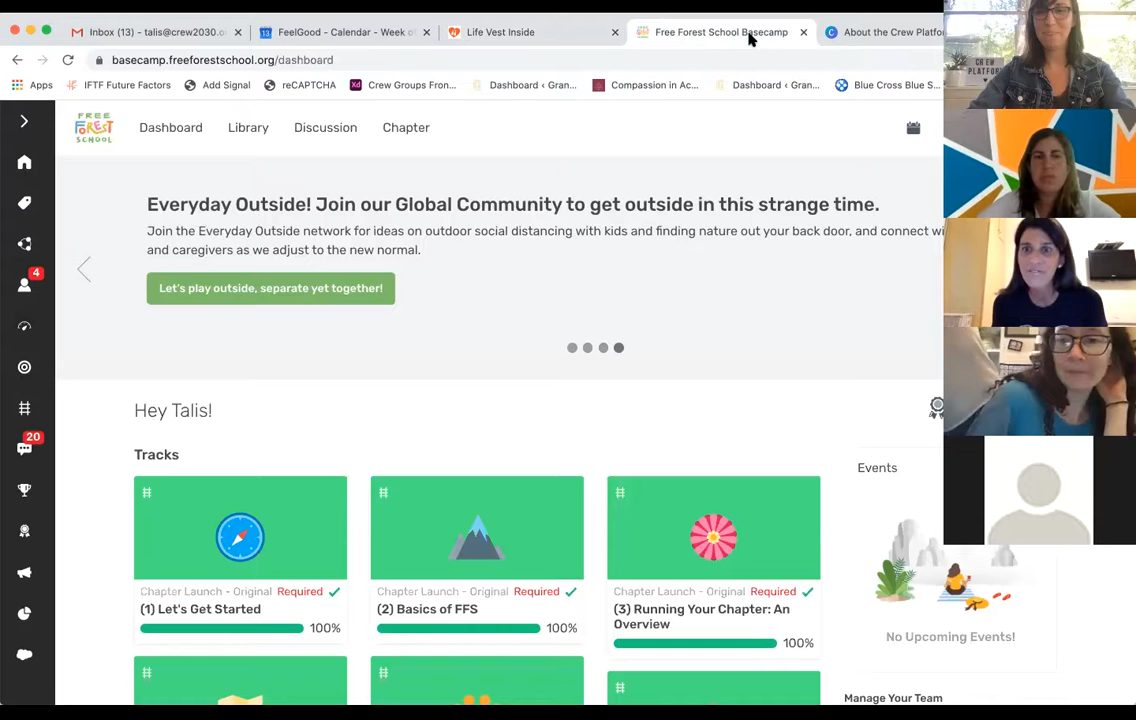 Inbox (13) - talis@crew2030.o
FeelGood - Calendar - Week o
Life Vest Inside
Free Forest School Basecamp
About the Crew Platfo
basecamp.freeforestschool.org/dashboard
Apps
IFTF Future Factors
Add Signal
reCAPTCHA
Crew Groups Fron...
Dashboard ‹ Gran...
Compassion in Ac...
Dashboard ‹ Gran...
Blue Cross Blue S...
CREW
PLATFORM
FREE
FOREST
SCHOOL
Dashboard
Library
Discussion
Chapter
Everyday Outside! Join our Global Community to get outside in this strange time.
Join the Everyday Outside network for ideas on outdoor social distancing with kids and finding nature out your back door, and connect wi
and caregivers as we adjust to the new normal.
Let's play outside, separate yet together!
4
20
Hey Talis!
Tracks
Chapter Launch - Original Required
(1) Let's Get Started
100%
Chapter Launch - Original Required
(2) Basics of FFS
100%
Chapter Launch - Original Required
(3) Running Your Chapter: An
Overview
100%
Events
No Upcoming Events!
Manage Your Team